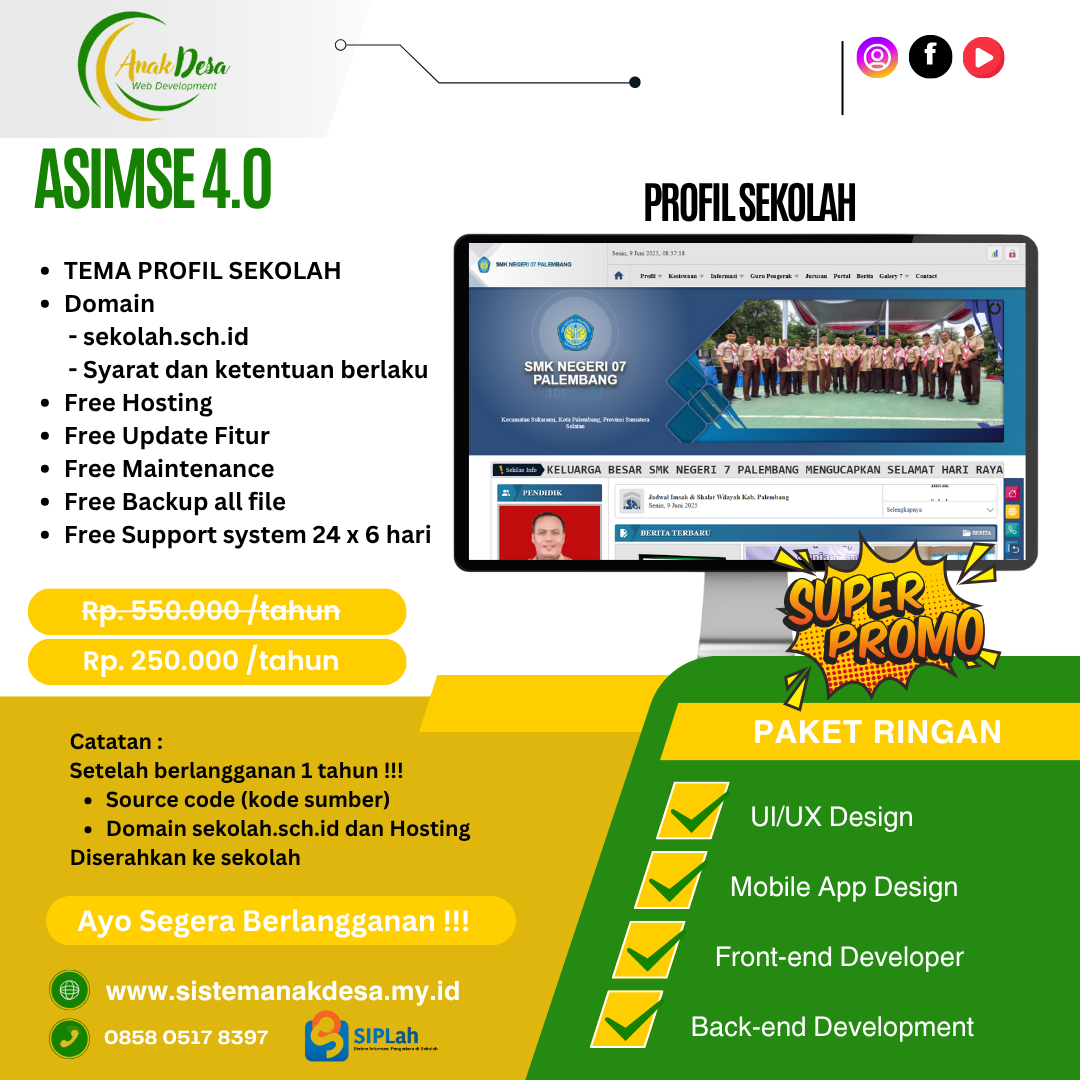 AnakDesa
Web Development
f
ASIMSE 4.0
PROFIL SEKOLAH
• TEMA PROFIL SEKOLAH
• Domain
- sekolah.sch.id
- Syarat dan ketentuan berlaku
• Free Hosting
• Free Update Fitur
• Free Maintenance
• Free Backup all file
• Free Support system 24 x 6 hari
Rp. 550.000 /tahun
Rp. 250.000 /tahun
SMK NEGERI 07 PALEMBANG
Senin, 9 Juni 2025, 08:37:18
Profil Kesiswaan Informasi Guru Pengerak Jurusan Portal Berita Galery 7 Contact
SMK NEGERI 07
PALEMBANG
Kecamatan Sukarami, Kota Palembang, Provinsi Sumatera
Selatan
Sekilas Info KELUARGA BESAR SMK NEGERI 7 PALEMBANG MENGUCAPKAN SELAMAT HARI RAYA
PENDIDIK
Jadwal Imsak & Shalat Wilayah Kab. Palembang
Senin, 9 Juni 2025
Selengkapnya
BERITA TERBARU
BERITA
SUPER
PROMO
Catatan :
Setelah berlangganan 1 tahun !!!
• Source code (kode sumber)
• Domain sekolah.sch.id dan Hosting
Diserahkan ke sekolah
Ayo Segera Berlangganan !!!
www.sistemanakdesa.my.id
0858 0517 8397
SIPLah
Sistem Informasi Pengadaan di Sekolah
PAKET RINGAN
UI/UX Design
Mobile App Design
Front-end Developer
Back-end Development